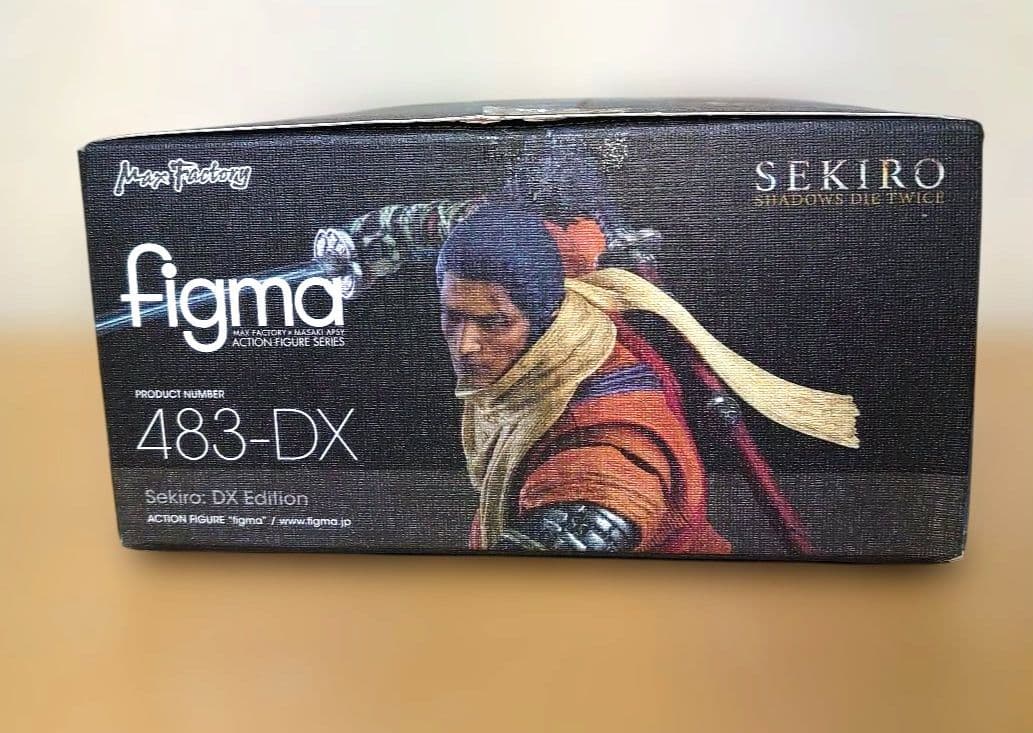 Max Factory
SEKIRO
SHADOWS DIE TWICE
figma
MAX FACTORY × MASAKI APSY
ACTION FIGURE SERIES
PRODUCT NUMBER
483-DX
Sekiro: DX Edition
ACTION FIGURE "figma" / www.figma.jp